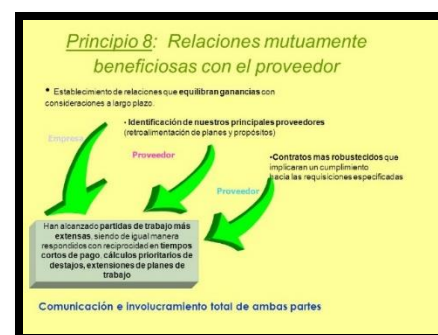 Principio 8: Relaciones mutuamente
beneficiosas con el proveedor
• Establecimiento de relaciones que equilibran ganancias con
consideraciones a largo plazo.
• Identificación de nuestros principales proveedores
(retroalimentación de planes y propósitos)
Empresa
Proveedor
•Contratos mas robustecidos que
implicaran un cumplimiento
hacia las requisiciones especificadas
Proveedor
Han alcanzado partidas de trabajo más
extensas, siendo de igual manera
respondidos con reciprocidad en tiempos
cortos de pago, cálculos prioritarios de
destajos, extensiones de planes de
trabajo
Comunicación e involucramiento total de ambas partes